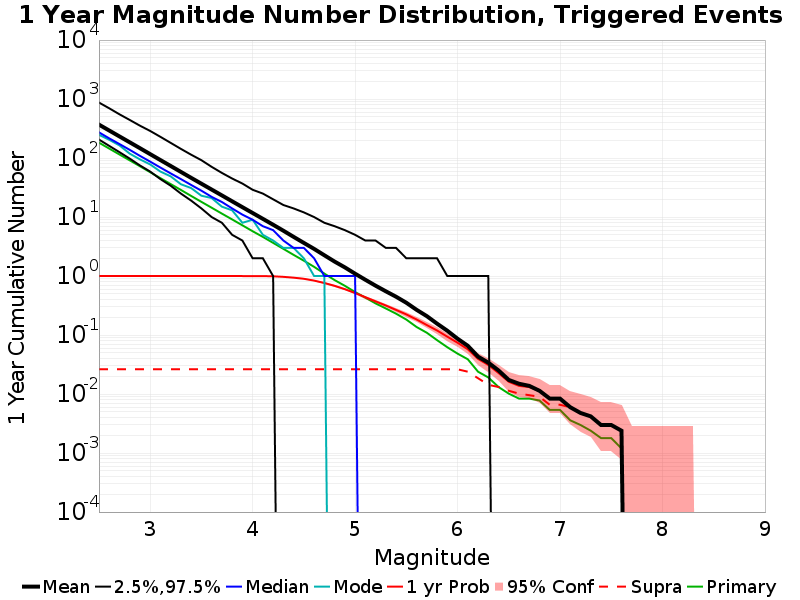 1 Year Magnitude Number Distribution, Triggered Events
1 Year Cumulative Number
10^4
10^3
10^2
10^1
10^0
10^-1
10^-2
10^-3
10^-4
3 4 5 6 7 8 9
Magnitude
Mean 2.5%,97.5% Median Mode 1 yr Prob 95% Conf Supra Primary